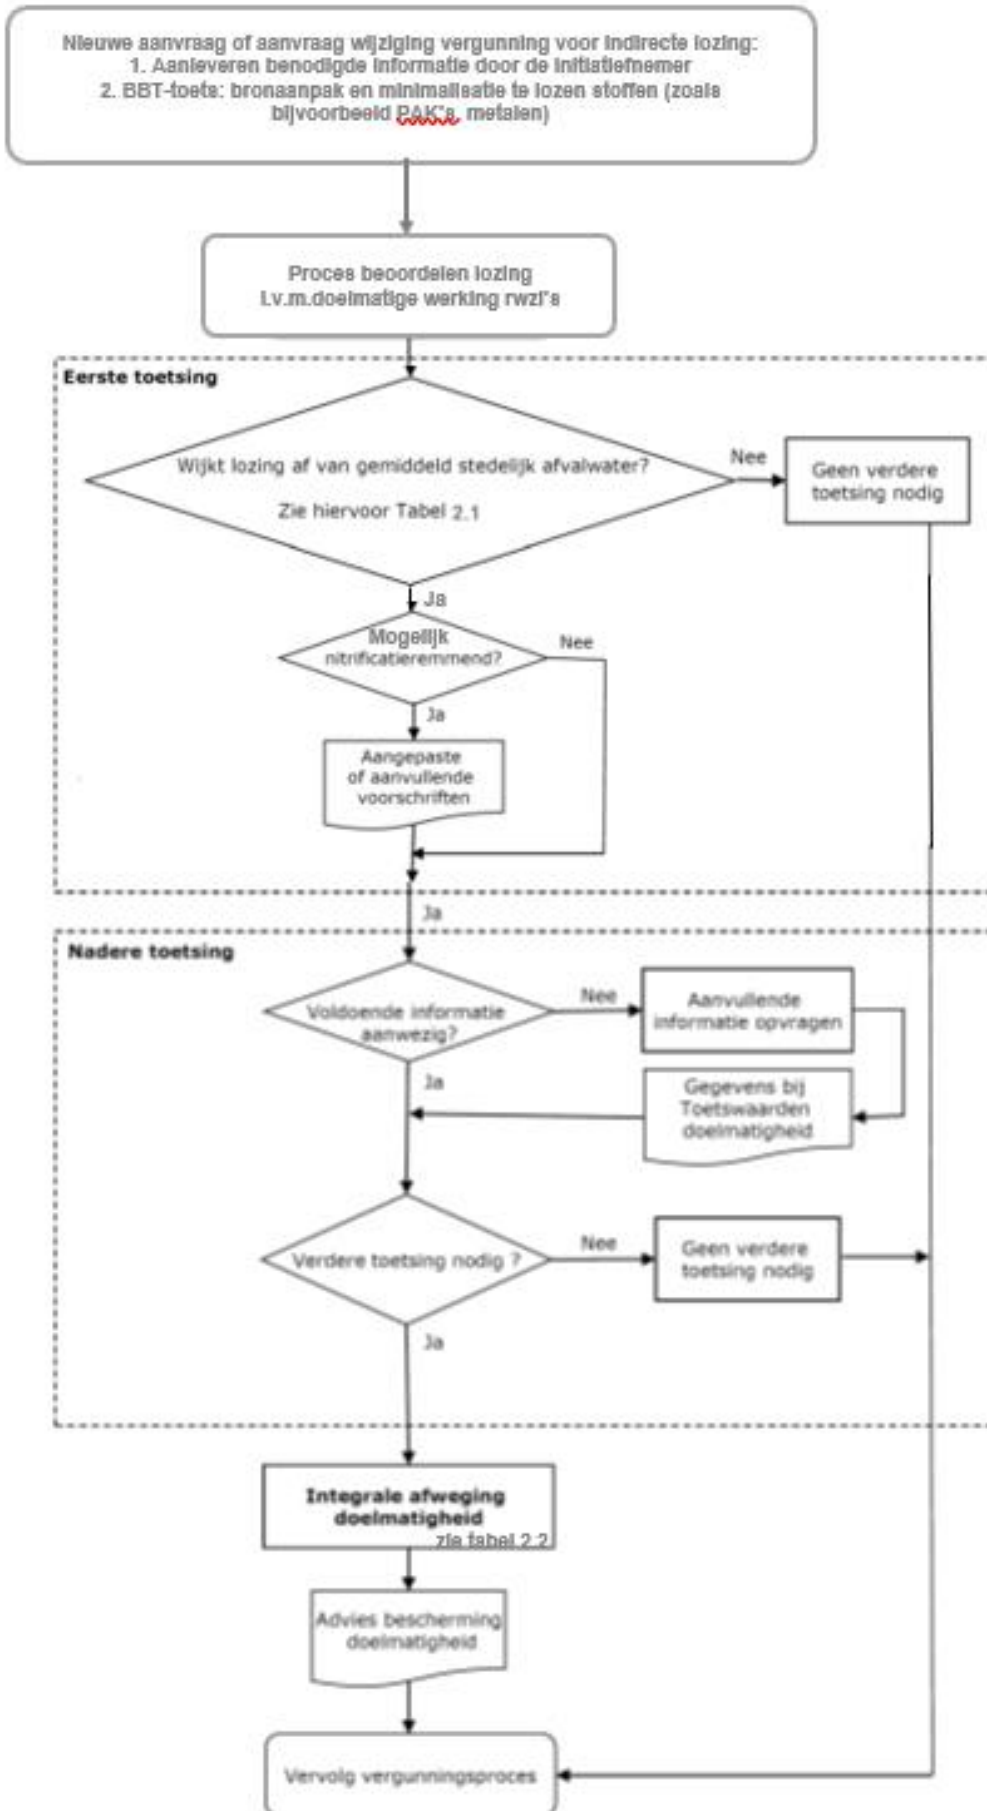 Nieuwe aanvraag of aanvraag wijziging vergunning voor indirecte lozing:
1. Aanleveren benodigde informatie door de initiatiefnemer
2. BBT-toets: bronaanpak en minimalisatie te lozen stoffen (zoals
bijvoorbeeld PAK's, metalen)
Proces beoordelen lozing
i.v.m.doelmatige werking rwzi's
Eerste toetsing
Wijkt lozing af van gemiddeld stedelijk afvalwater?
Zie hiervoor Tabel 2.1
Nee
Geen verdere
toetsing nodig
Ja
Mogelijk
nitrificatieremmend?
Nee
Ja
Aangepaste
of aanvullende
voorschriften
Ja
Nadere toetsing
Voldoende informatie
aanwezig?
Nee
Aanvullende
informatie opvragen
Ja
Gegevens bij
Toetswaarden
doelmatigheid
Verdere toetsing nodig ?
Nee
Geen verdere
toetsing nodig
Ja
Integrale afweging
doelmatigheid
zie tabel 2.2
Advies bescherming
doelmatigheid
Vervolg vergunningsproces